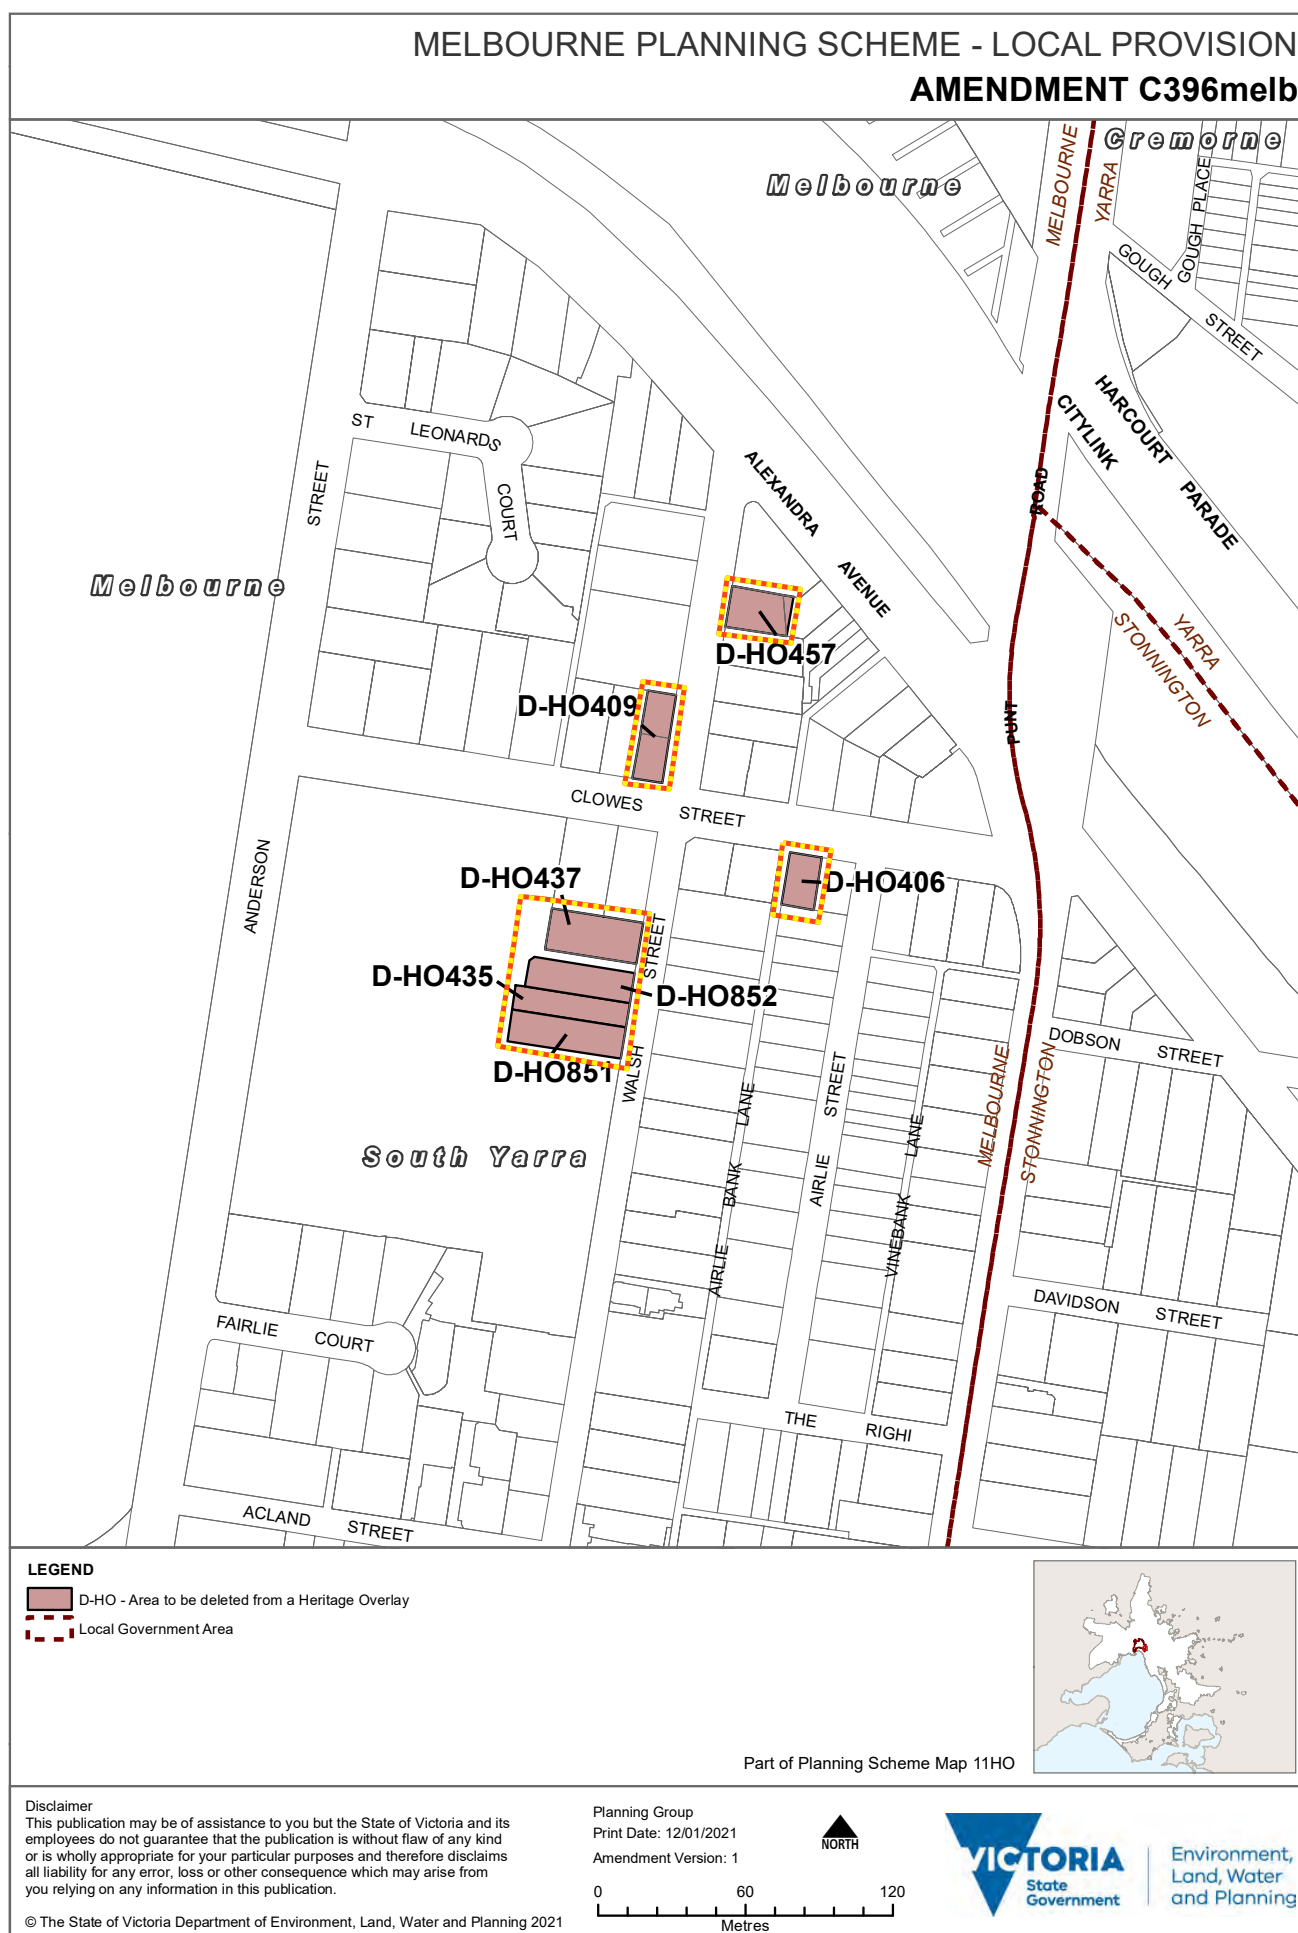 MELBOURNE PLANNING SCHEME - LOCAL PROVISION
AMENDMENT C396melb
Cremorne
Melbourne
MELBOURNE
YARRA
GOUGH PLACE
GOUGH STREET
HARCOURT PARADE
CITYLINK
ST LEONARDS COURT
STREET
ALEXANDRA AVENUE
ROAD
Melbourne
YARRA
STONNINGTON
D-HO457
D-HO409
PUNT
CLOWES STREET
ANDERSON
D-HO437
D-HO406
STREET
D-HO435
D-HO852
D-HO851
WALSH
DOBSON STREET
MELBOURNE
STONNINGTON
South Yarra
AIRLIE BANK LANE
AIRLIE STREET
VINEBANK LANE
DAVIDSON STREET
FAIRLIE COURT
THE RIGHI
ACLAND STREET
LEGEND
D-HO - Area to be deleted from a Heritage Overlay
Local Government Area
Part of Planning Scheme Map 11HO
Disclaimer
This publication may be of assistance to you but the State of Victoria and its
employees do not guarantee that the publication is without flaw of any kind
or is wholly appropriate for your particular purposes and therefore disclaims
all liability for any error, loss or other consequence which may arise from
you relying on any information in this publication.
© The State of Victoria Department of Environment, Land, Water and Planning 2021
Planning Group
Print Date: 12/01/2021
Amendment Version: 1
NORTH
0 60 120
Metres
VICTORIA
State
Government
Environment,
Land, Water
and Planning